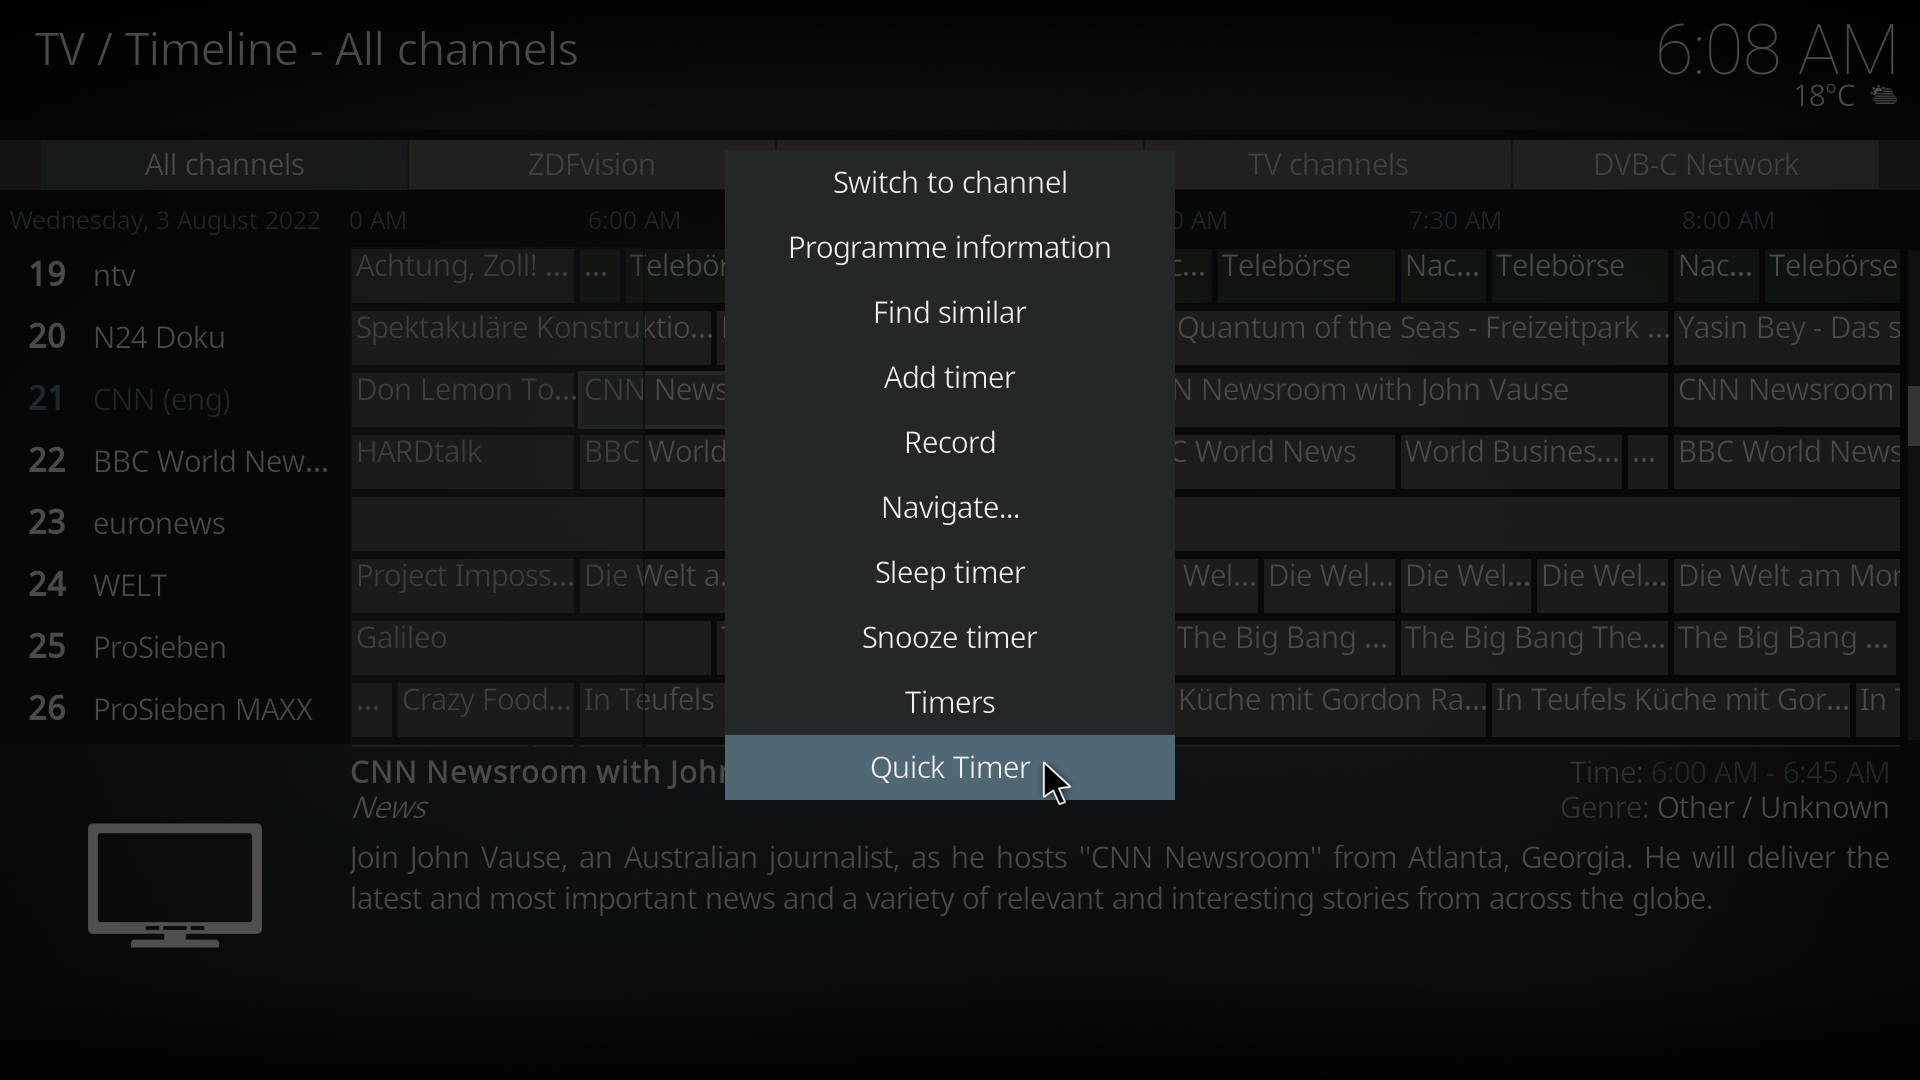 TV / Timeline - All channels
6:08 AM
18°C
All channels
ZDFvision
TV channels
DVB-C Network
Wednesday, 3 August 2022
0 AM
6:00 AM
0 AM
7:30 AM
8:00 AM
19 ntv Achtung, Zoll! ... ... Telebör c... Telebörse Nac... Telebörse Nac... Telebörse
20 N24 Doku Spektakuläre Konstruktio... Quantum of the Seas - Freizeitpark ... Yasin Bey - Das s
21 CNN (eng) Don Lemon To... CNN News N Newsroom with John Vause CNN Newsroom
22 BBC World New... HARDtalk BBC World C World News World Busines... ... BBC World News
23 euronews
24 WELT Project Imposs... Die Welt a. Wel... Die Wel... Die Wel... Die Wel... Die Welt am Mor
25 ProSieben Galileo The Big Bang ... The Big Bang The... The Big Bang ...
26 ProSieben MAXX ... Crazy Food... In Teufels Küche mit Gordon Ra... In Teufels Küche mit Gor... In
Switch to channel
Programme information
Find similar
Add timer
Record
Navigate...
Sleep timer
Snooze timer
Timers
Quick Timer
CNN Newsroom with John
News
Time: 6:00 AM - 6:45 AM
Genre: Other / Unknown
Join John Vause, an Australian journalist, as he hosts "CNN Newsroom" from Atlanta, Georgia. He will deliver the
latest and most important news and a variety of relevant and interesting stories from across the globe.